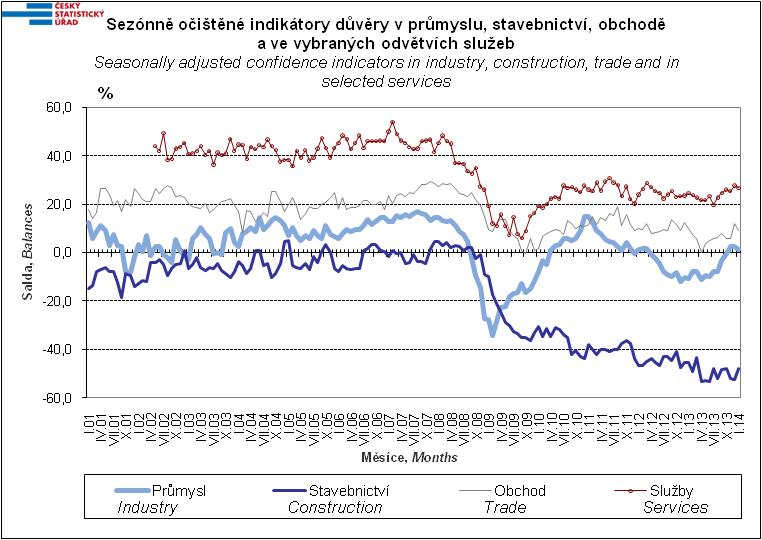 ČESKÝ
STATISTICKÝ
ÚŘAD
Sezónně očištěné indikátory důvěry v průmyslu, stavebnictví, obchodě
a ve vybraných odvětvích služeb
Seasonally adjusted confidence indicators in industry, construction, trade and in
selected services
%
60,0
40,0
20,0
0,0
-20,0
-40,0
-60,0
Salda, Balances
I.01 IV.01 VII.01 X.01 I.02 IV.02 VII.02 X.02 I.03 IV.03 VII.03 X.03 I.04 IV.04 VII.04 X.04 I.05 IV.05 VII.05 X.05 I.06 IV.06 VII.06 X.06 I.07 IV.07 VII.07 X.07 I.08 IV.08 VII.08 X.08 I.09 IV.09 VII.09 X.09 I.10 IV.10 VII.10 X.10 I.11 IV.11 VII.11 X.11 I.12 IV.12 VII.12 X.12 I.13 IV.13 VII.13 X.13 I.14
Měsíce, Months
Průmysl Stavebnictví Obchod Služby
Industry Construction Trade Services